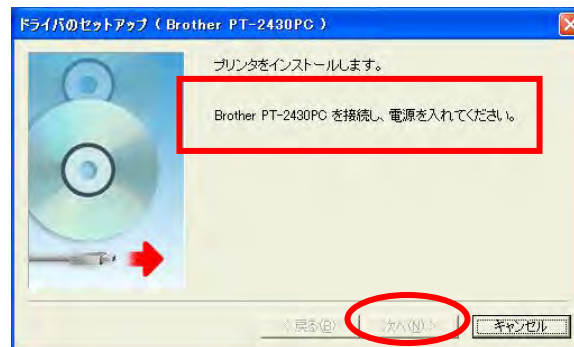 ドライバのセットアップ ( Brother PT-2430PC )
プリンタをインストールします。
Brother PT-2430PC を接続し、電源を入れてください。
< 戻る(B)
次へ(N) >
キャンセル